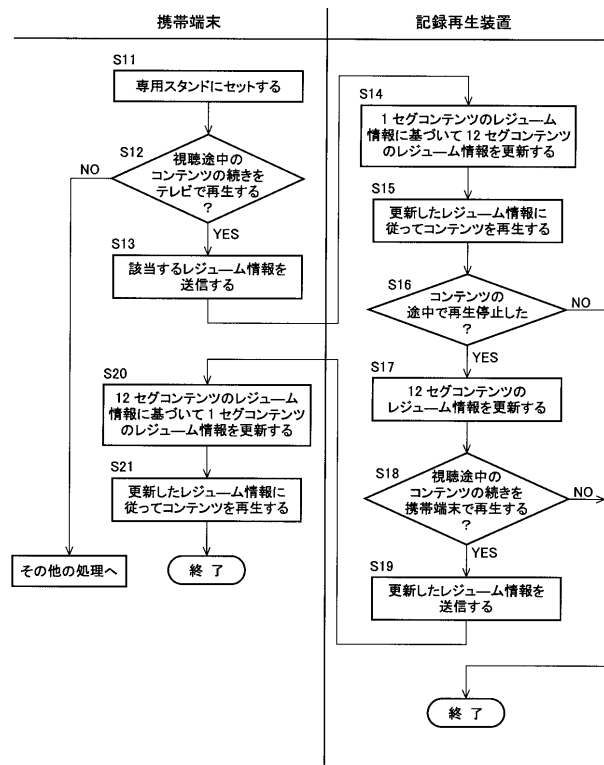 携帯端末
記録再生装置
S11
専用スタンドにセットする
S12
視聴途中の
コンテンツの続きを
テレビで再生する
?
NO
YES
S13
該当するレジューム情報を
送信する
S14
1セグコンテンツのレジューム
情報に基づいて12セグコンテンツ
のレジューム情報を更新する
S15
更新したレジューム情報に
従ってコンテンツを再生する
S16
コンテンツの
途中で再生停止した
?
NO
YES
S17
12セグコンテンツの
レジューム情報を更新する
S18
視聴途中の
コンテンツの続きを
携帯端末で再生する
?
NO
YES
S19
更新したレジューム情報を
送信する
S20
12セグコンテンツのレジューム
情報に基づいて1セグコンテンツ
のレジューム情報を更新する
S21
更新したレジューム情報に
従ってコンテンツを再生する
その他の処理へ
終了
終了